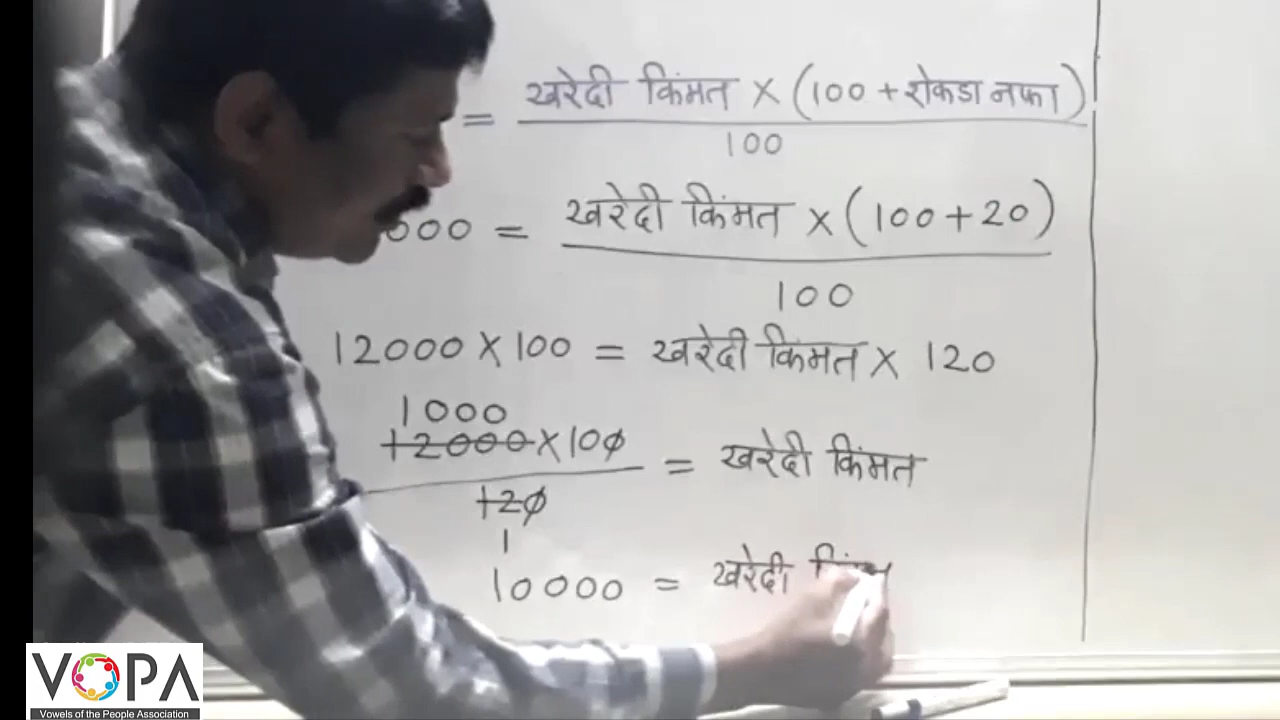 = खरेदी किंमत × (100 + रोकडा नफा)
100
000 = खरेदी किंमत × (100 + 20)
100
12000 × 100 = खरेदी किंमत × 120
1000
12000 × 100 = खरेदी किंमत
120
1
10000 = खरेदी
VOPA
Vowels of the People Association